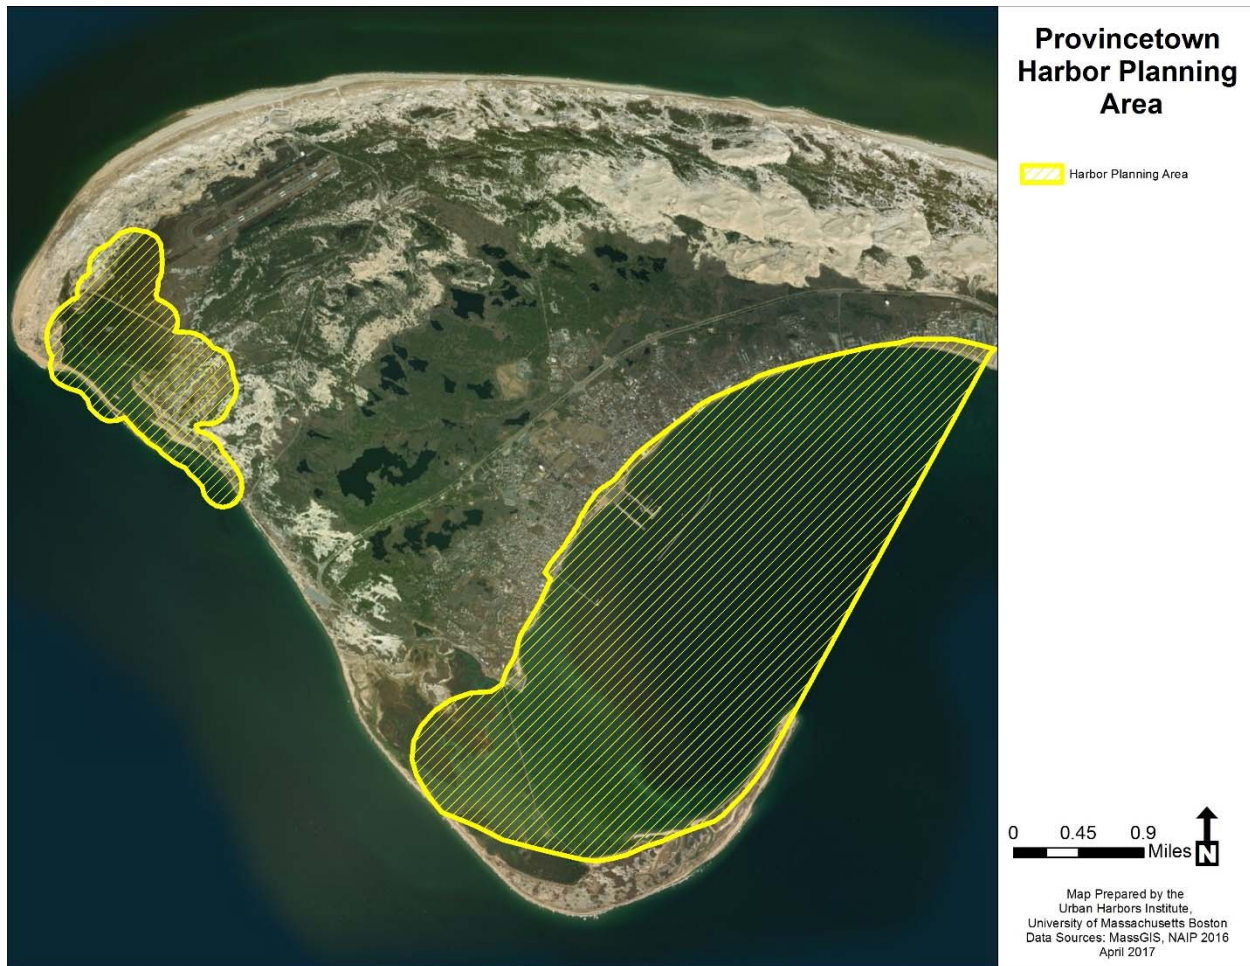 Provincetown
Harbor Planning
Area
Harbor Planning Area
0 0.45 0.9
Miles N
Map Prepared by the
Urban Harbors Institute,
University of Massachusetts Boston
Data Sources: MassGIS, NAIP 2016
April 2017